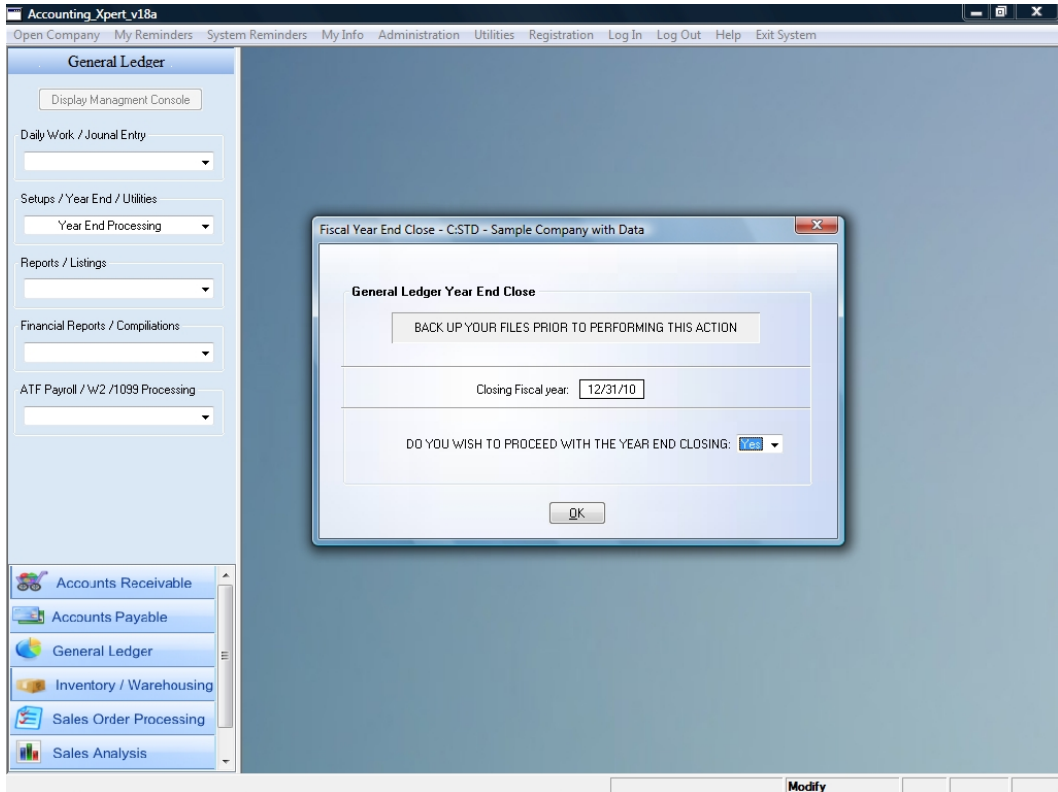 Accounting_Xpert_v18a
Open Company My Reminders System Reminders My Info Administration Utilities Registration Log In Log Out Help Exit System
General Ledger
Display Managment Console
Daily Work / Jounal Entry
Setups / Year End / Utilities
Year End Processing
Reports / Listings
Financial Reports / Compiliations
ATF Payroll / W2 /1099 Processing
Fiscal Year End Close - C:STD - Sample Company with Data
General Ledger Year End Close
BACK UP YOUR FILES PRIOR TO PERFORMING THIS ACTION
Closing Fiscal year: 12/31/10
DO YOU WISH TO PROCEED WITH THE YEAR END CLOSING: Yes
OK
Accounts Receivable
Accounts Payable
General Ledger
Inventory / Warehousing
Sales Order Processing
Sales Analysis
Modify